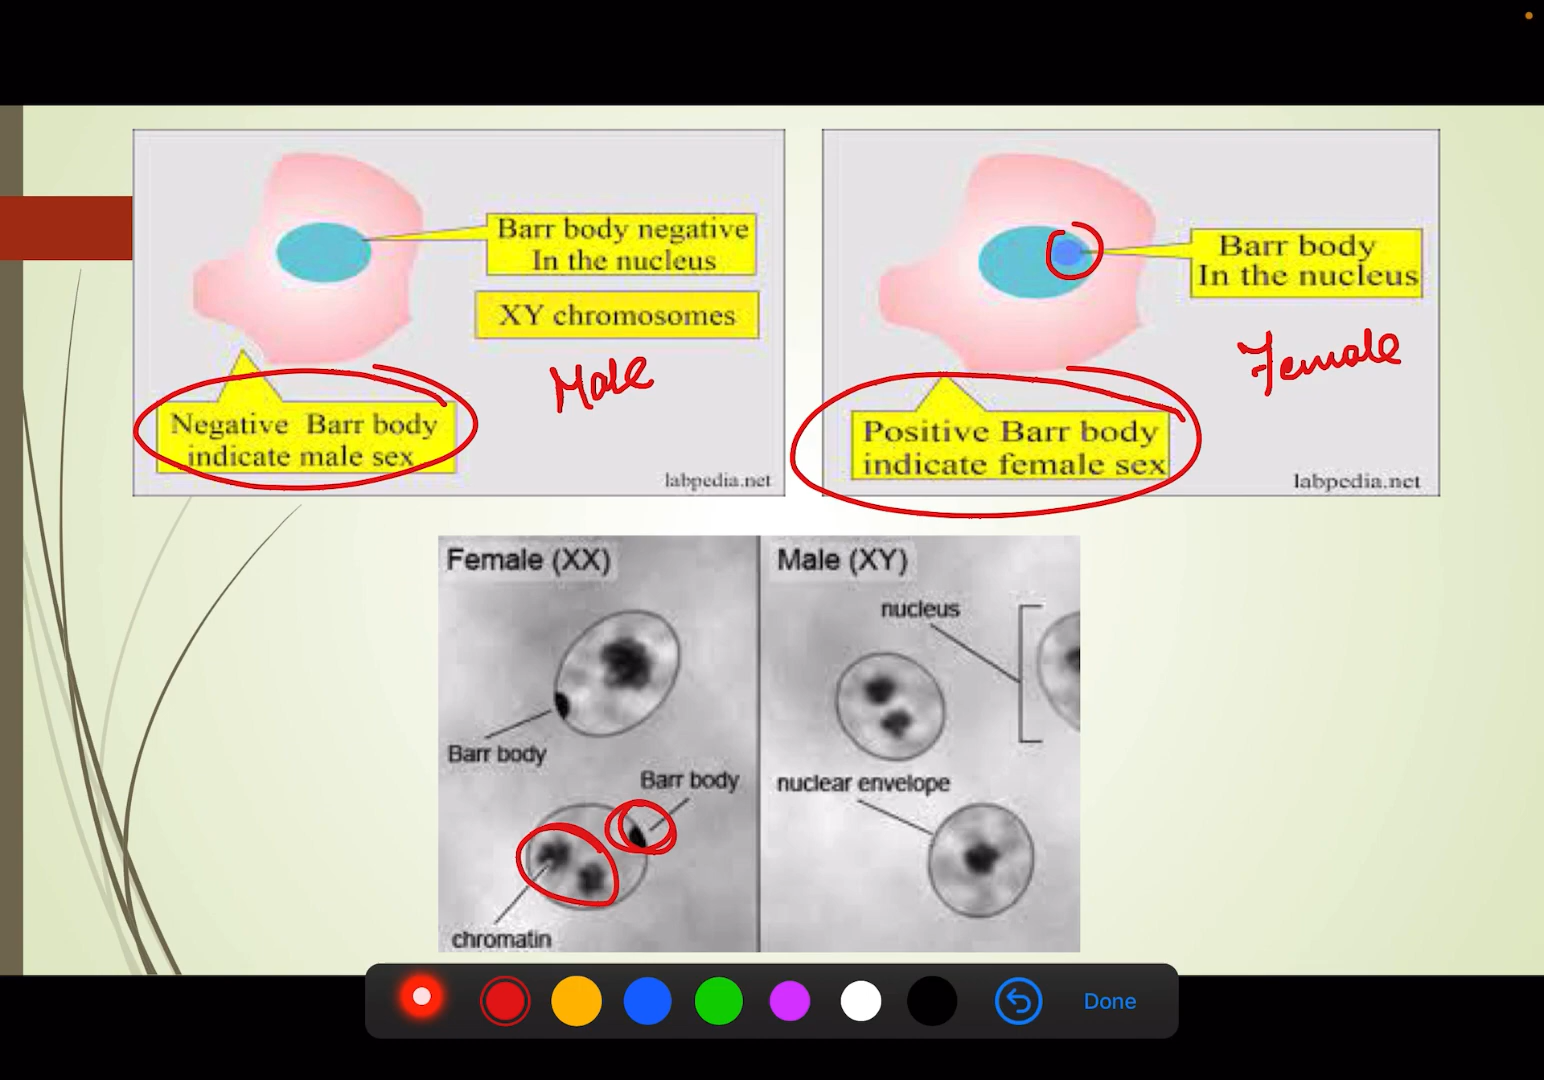 Barr body negative
In the nucleus
XY chromosomes
Male
Negative Barr body
indicate male sex
labpedia.net
Barr body
In the nucleus
Female
Positive Barr body
indicate female sex
labpedia.net
Female (XX)
Barr body
Barr body
chromatin
Male (XY)
nucleus
nuclear envelope
Done